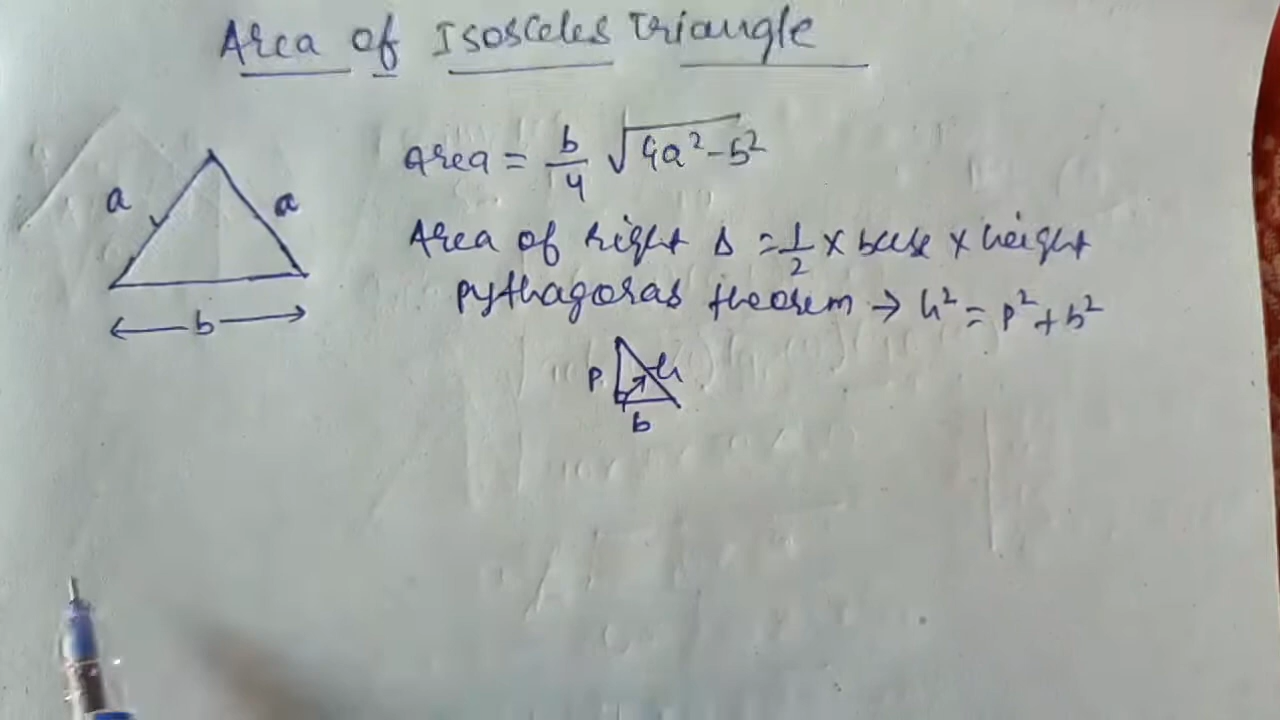 Area of Isosceles Triangle
Area = b/4 √4a²-b²
a
a
Area of right Δ = 1/2 × base × height
pythagoras theorem → h² = p² + b²
b
p
h
b